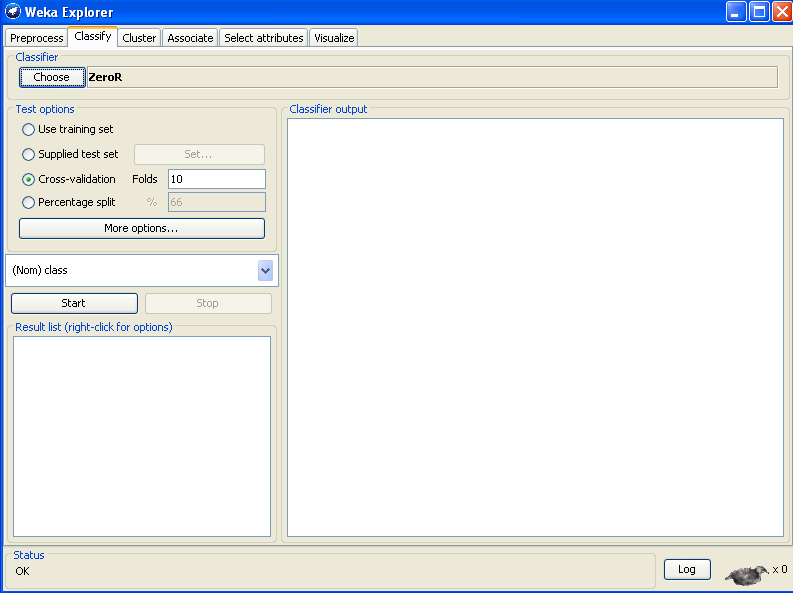 Weka Explorer
Preprocess Classify Cluster Associate Select attributes Visualize
Classifier
Choose ZeroR
Test options
Use training set
Supplied test set Set...
Cross-validation Folds 10
Percentage split % 66
More options...
(Nom) class
Start Stop
Result list (right-click for options)
Classifier output
Status
OK
Log x 0